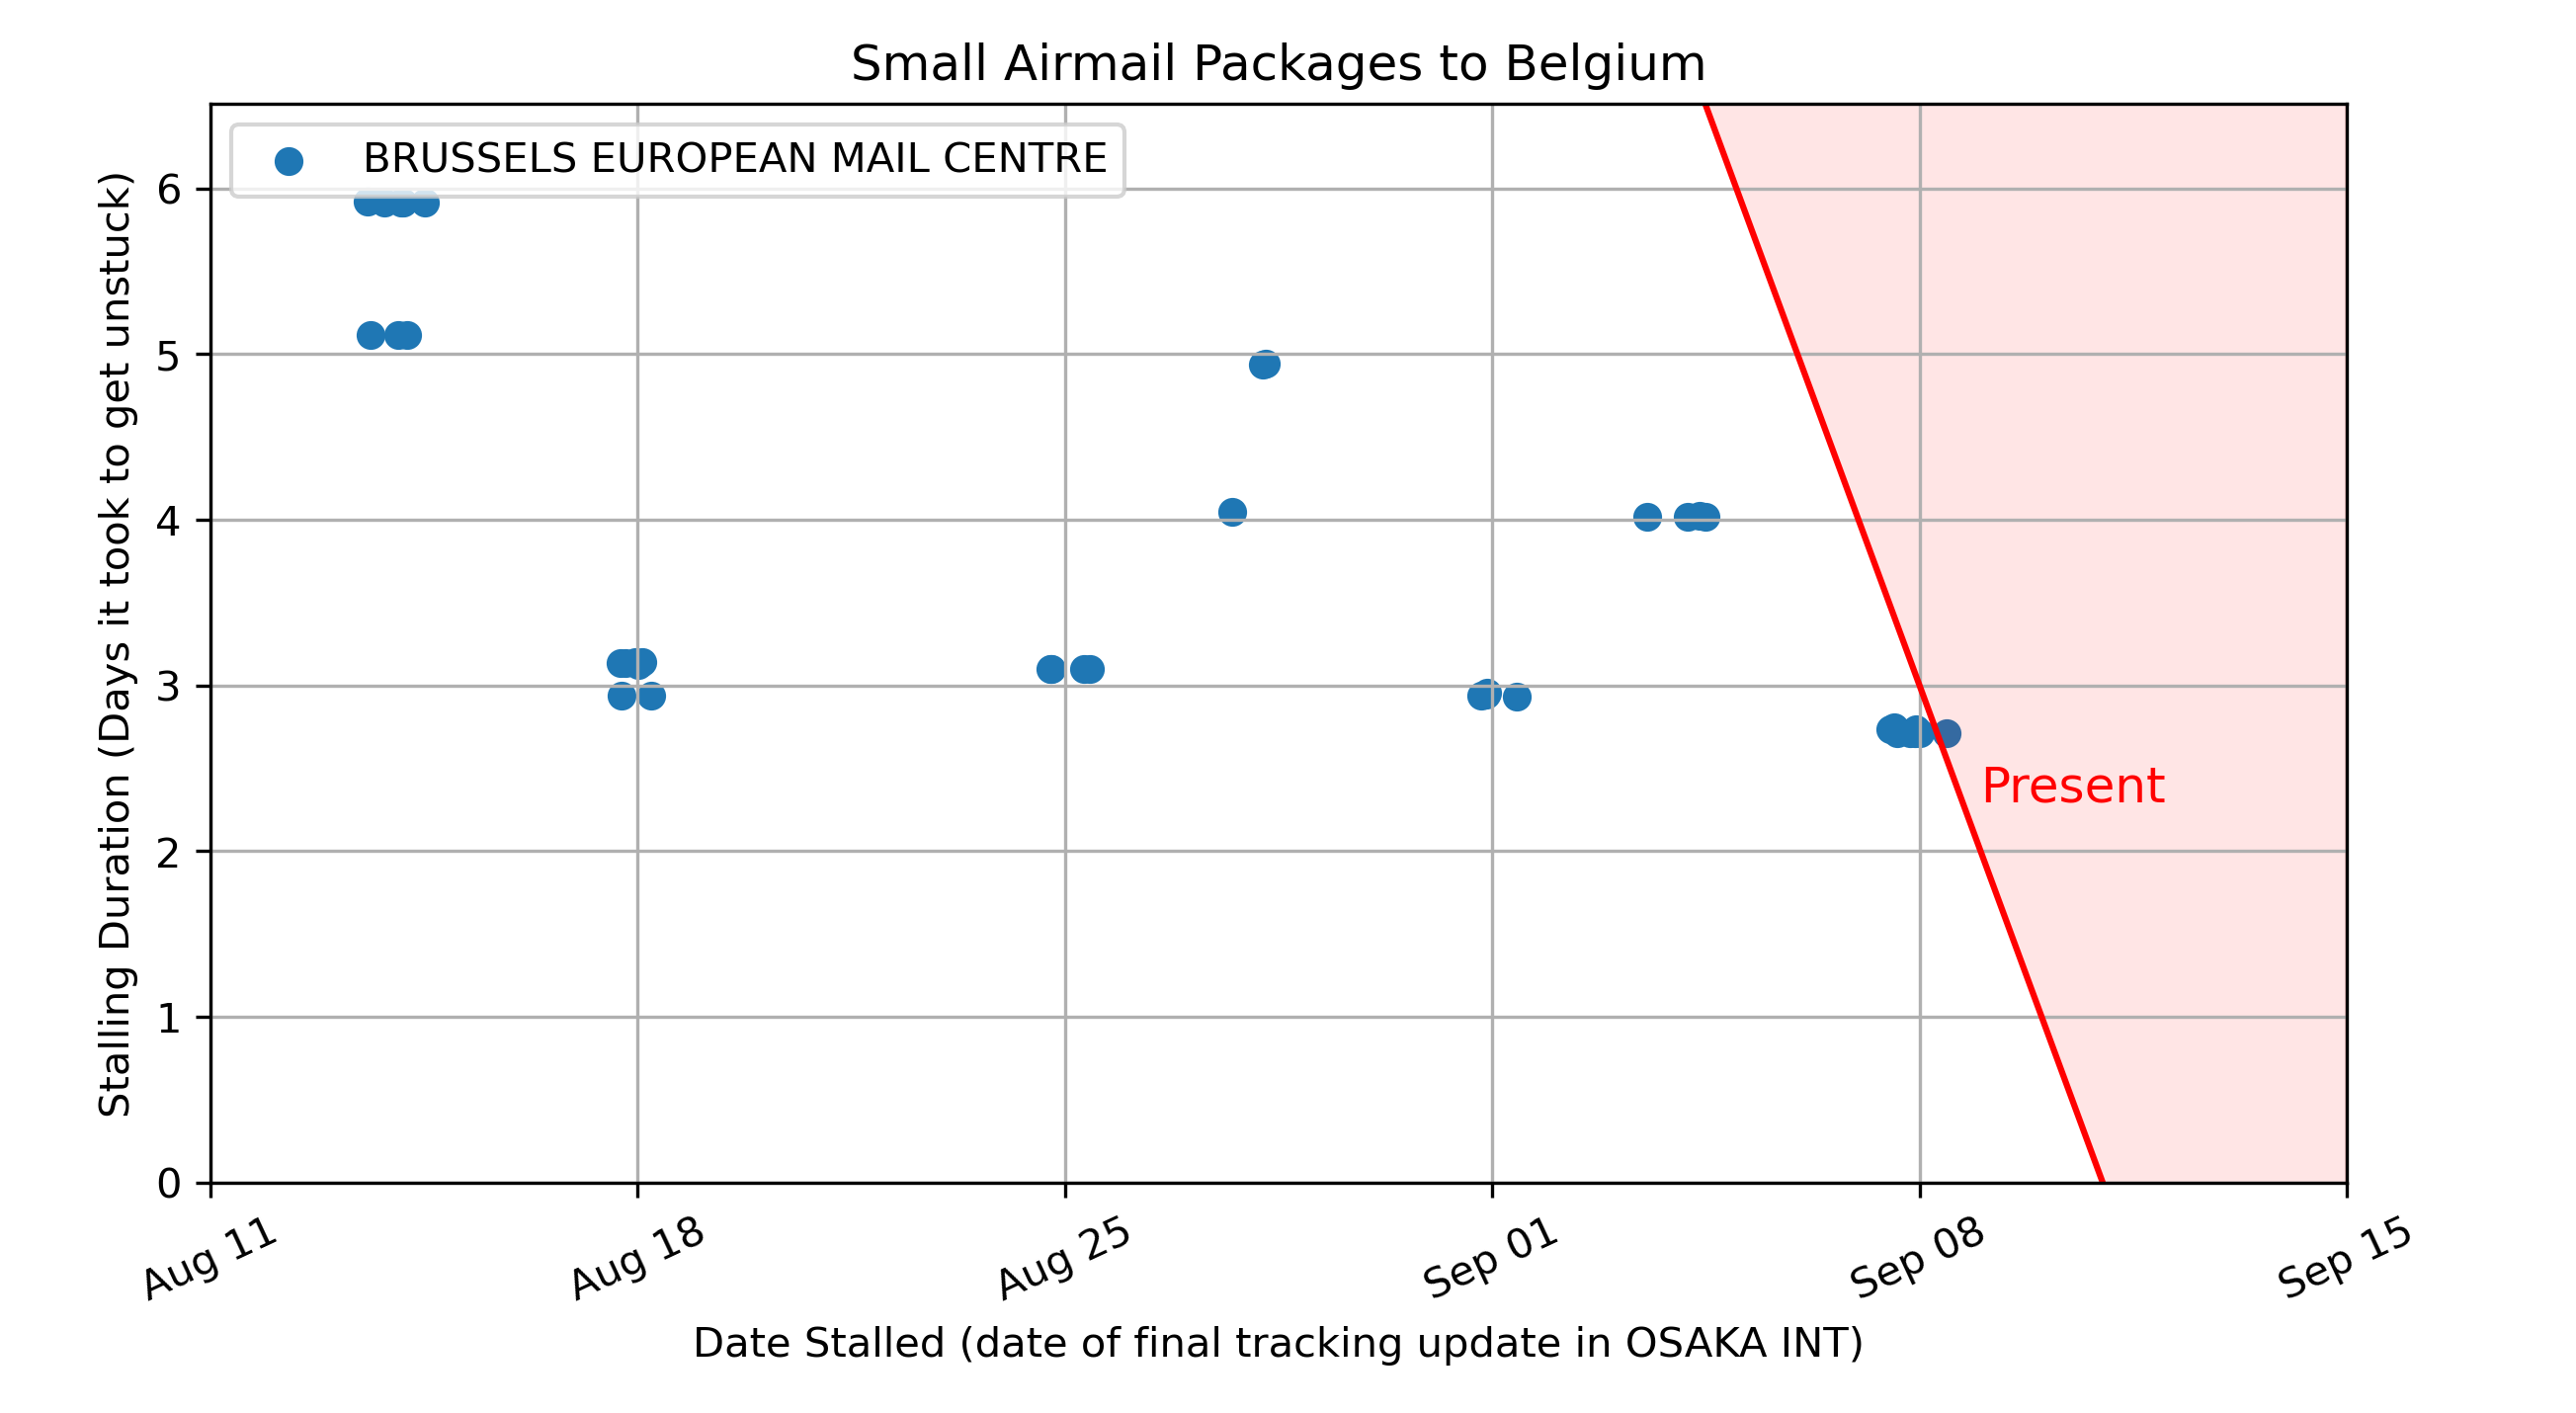 Small Airmail Packages to Belgium
BRUSSELS EUROPEAN MAIL CENTRE
Stalling Duration (Days it took to get unstuck)
6
5
4
3
2
1
0
Present
Aug 11
Aug 18
Aug 25
Sep 01
Sep 08
Sep 15
Date Stalled (date of final tracking update in OSAKA INT)